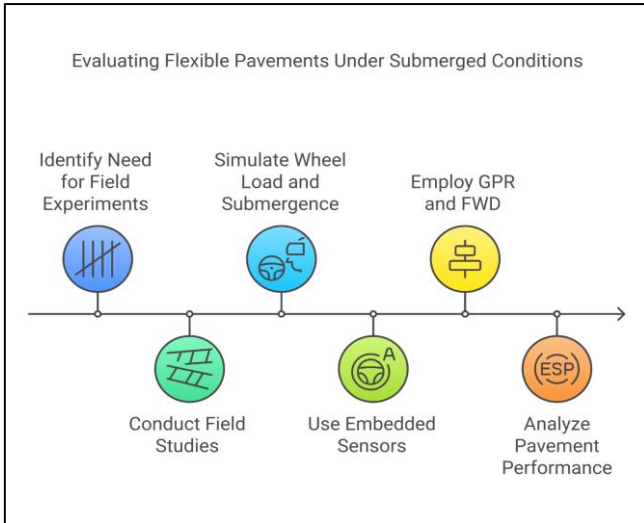 Evaluating Flexible Pavements Under Submerged Conditions
Identify Need
for Field
Experiments
Simulate Wheel
Load and
Submergence
Employ GPR
and FWD
A
ESP
Conduct Field
Studies
Use Embedded
Sensors
Analyze
Pavement
Performance